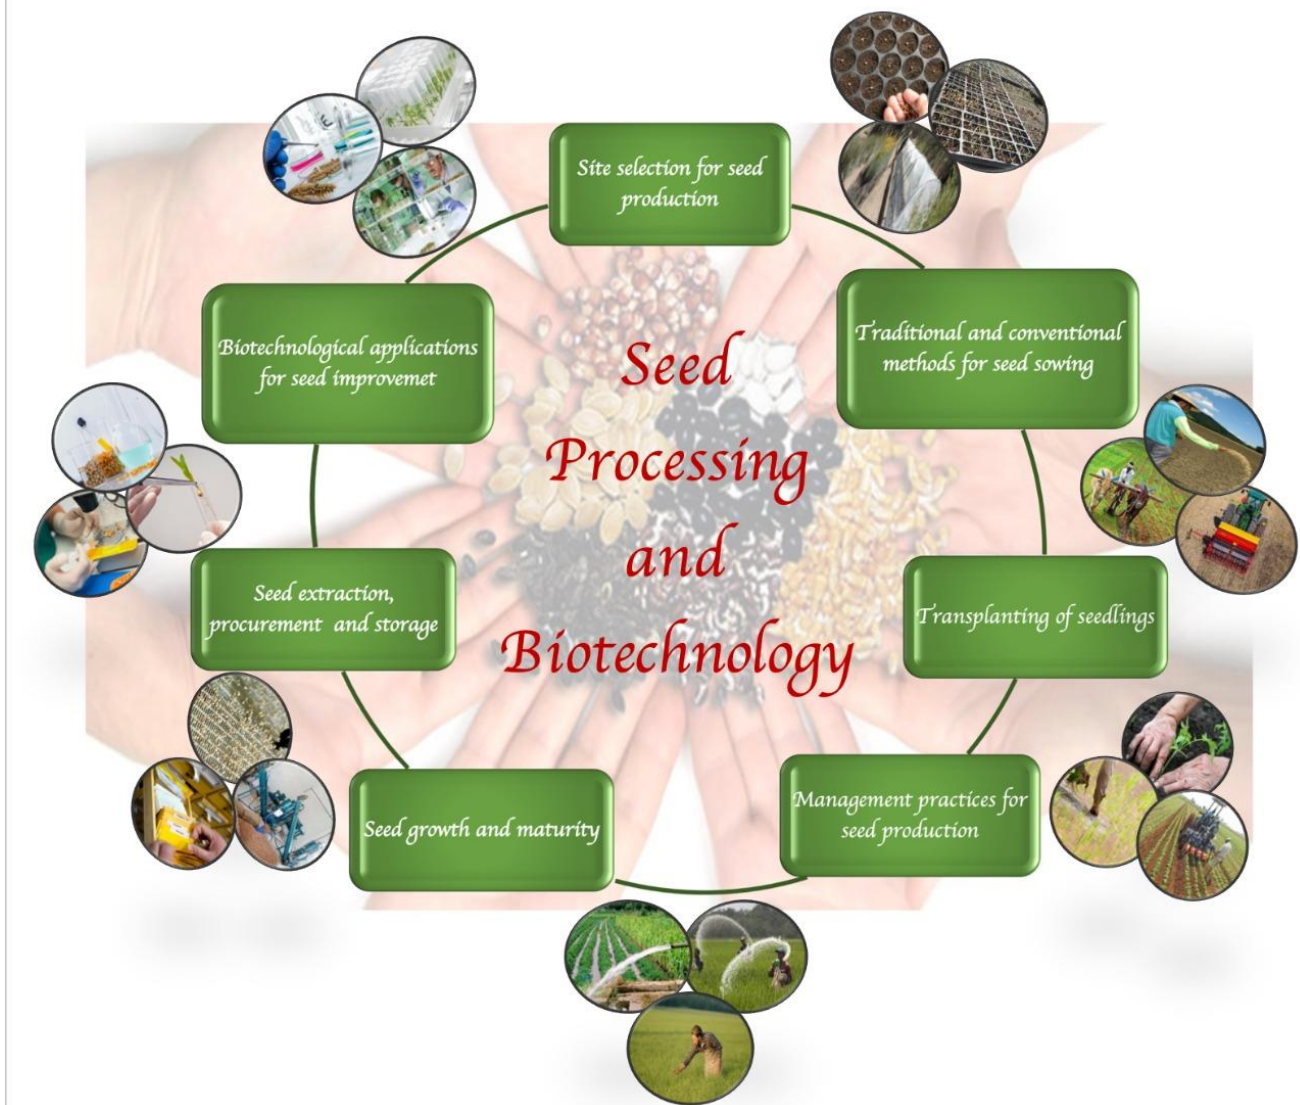 Site selection for seed
production
Traditional and conventional
methods for seed sowing
Transplanting of seedlings
Management practices for
seed production
Seed growth and maturity
Seed extraction,
procurement and storage
Biotechnological applications
for seed improvemet
Seed
Processing
and
Biotechnology